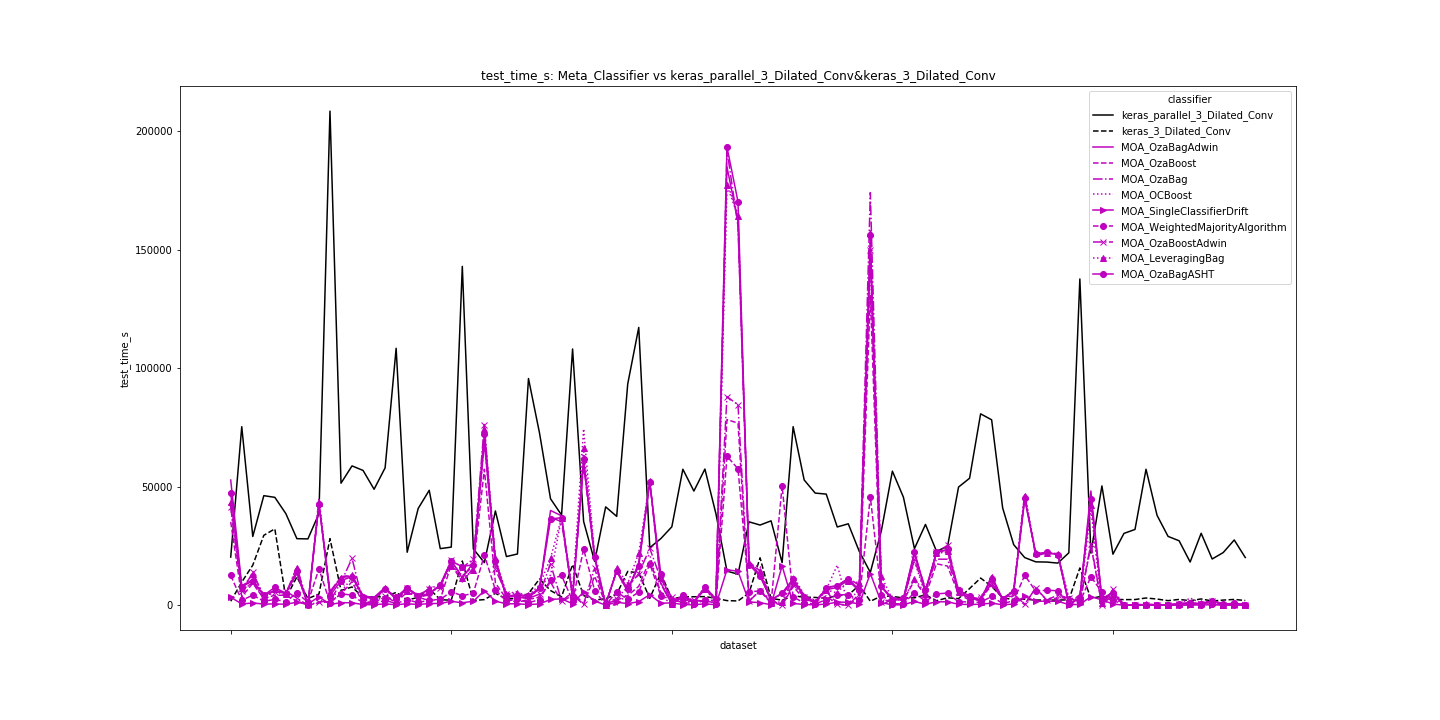 test_time_s: Meta_Classifier vs keras_parallel_3_Dilated_Conv&keras_3_Dilated_Conv
classifier
keras_parallel_3_Dilated_Conv
keras_3_Dilated_Conv
MOA_OzaBagAdwin
MOA_OzaBoost
MOA_OzaBag
MOA_OCBoost
MOA_SingleClassifierDrift
MOA_WeightedMajorityAlgorithm
MOA_OzaBoostAdwin
MOA_LeveragingBag
MOA_OzaBagASHT
200000
150000
100000
50000
0
test_time_s
dataset